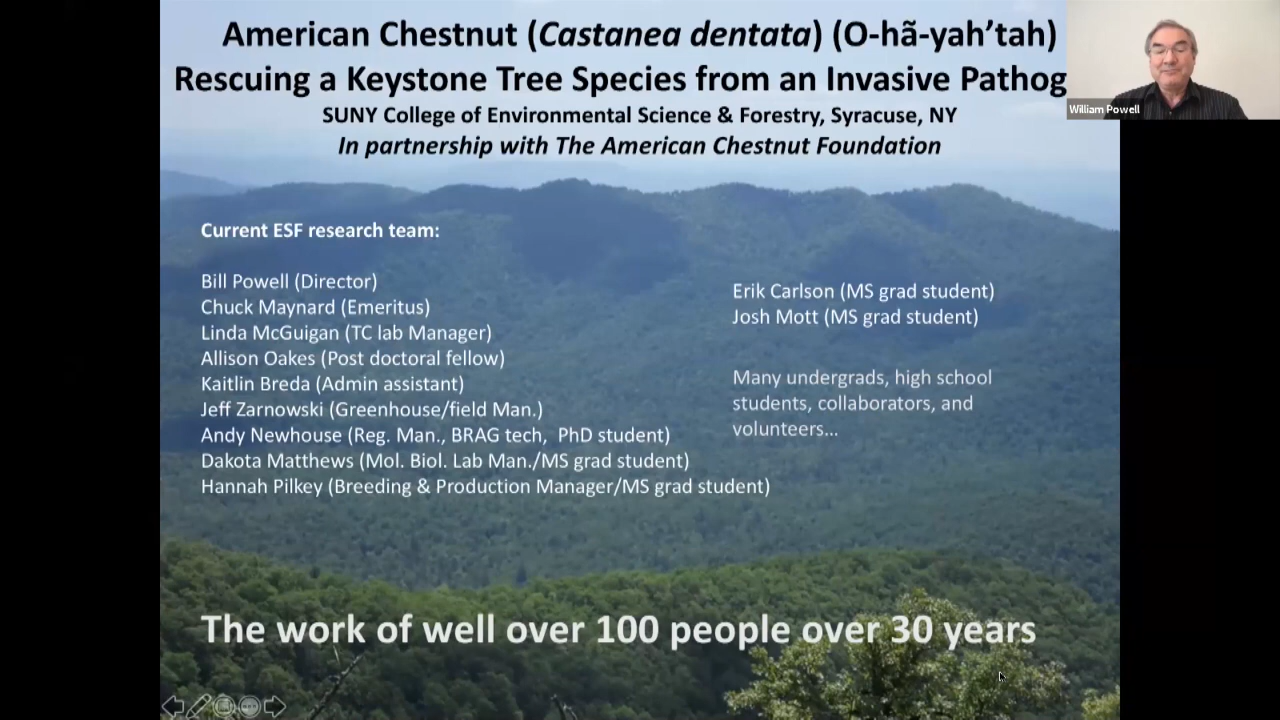 American Chestnut (Castanea dentata) (O-hã-yah’tah)
Rescuing a Keystone Tree Species from an Invasive Pathog
SUNY College of Environmental Science & Forestry, Syracuse, NY
In partnership with The American Chestnut Foundation
William Powell
Current ESF research team:
Bill Powell (Director)
Chuck Maynard (Emeritus)
Linda McGuigan (TC lab Manager)
Allison Oakes (Post doctoral fellow)
Kaitlin Breda (Admin assistant)
Jeff Zarnowski (Greenhouse/field Man.)
Andy Newhouse (Reg. Man., BRAG tech, PhD student)
Dakota Matthews (Mol. Biol. Lab Man./MS grad student)
Hannah Pilkey (Breeding & Production Manager/MS grad student)
Erik Carlson (MS grad student)
Josh Mott (MS grad student)
Many undergrads, high school
students, collaborators, and
volunteers…
The work of well over 100 people over 30 years